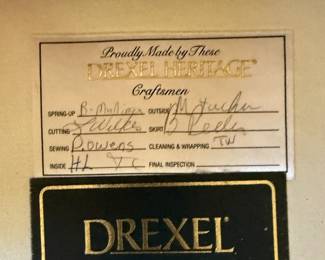 Proudly Made by These
DREXEL HERITAGE®
Craftsmen
SPRING-UP OUTSIDE
CUTTING Wilkes SKIRT B
SEWING Bowens CLEANING & WRAPPING TW
INSIDE HL TC FINAL INSPECTION
DREXEL